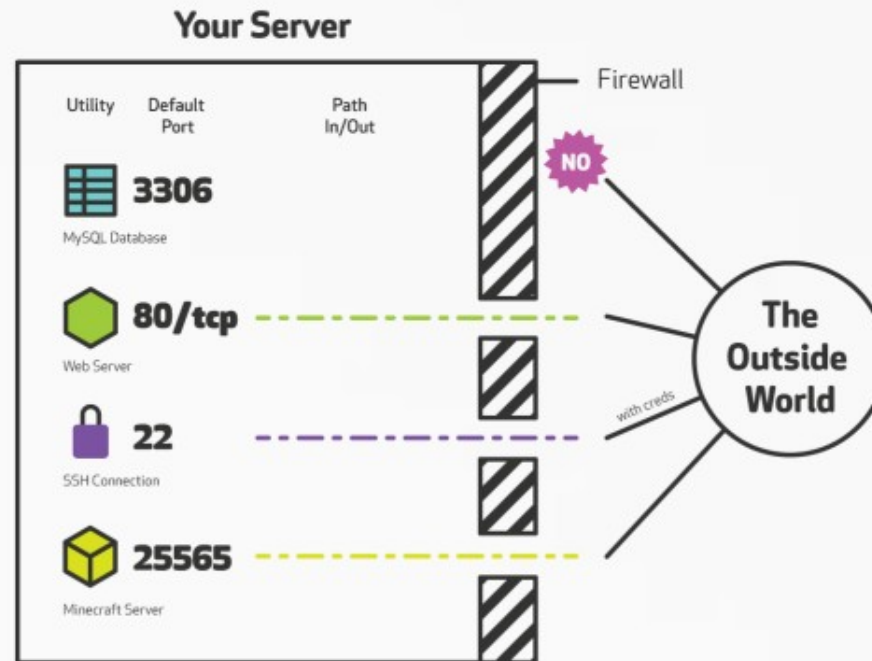 Your Server
Firewall
Utility
Default
Port
Path
In/Out
NO
3306
MySQL Database
80/tcp
Web Server
with creds
22
SSH Connection
25565
Minecraft Server
The
Outside
World